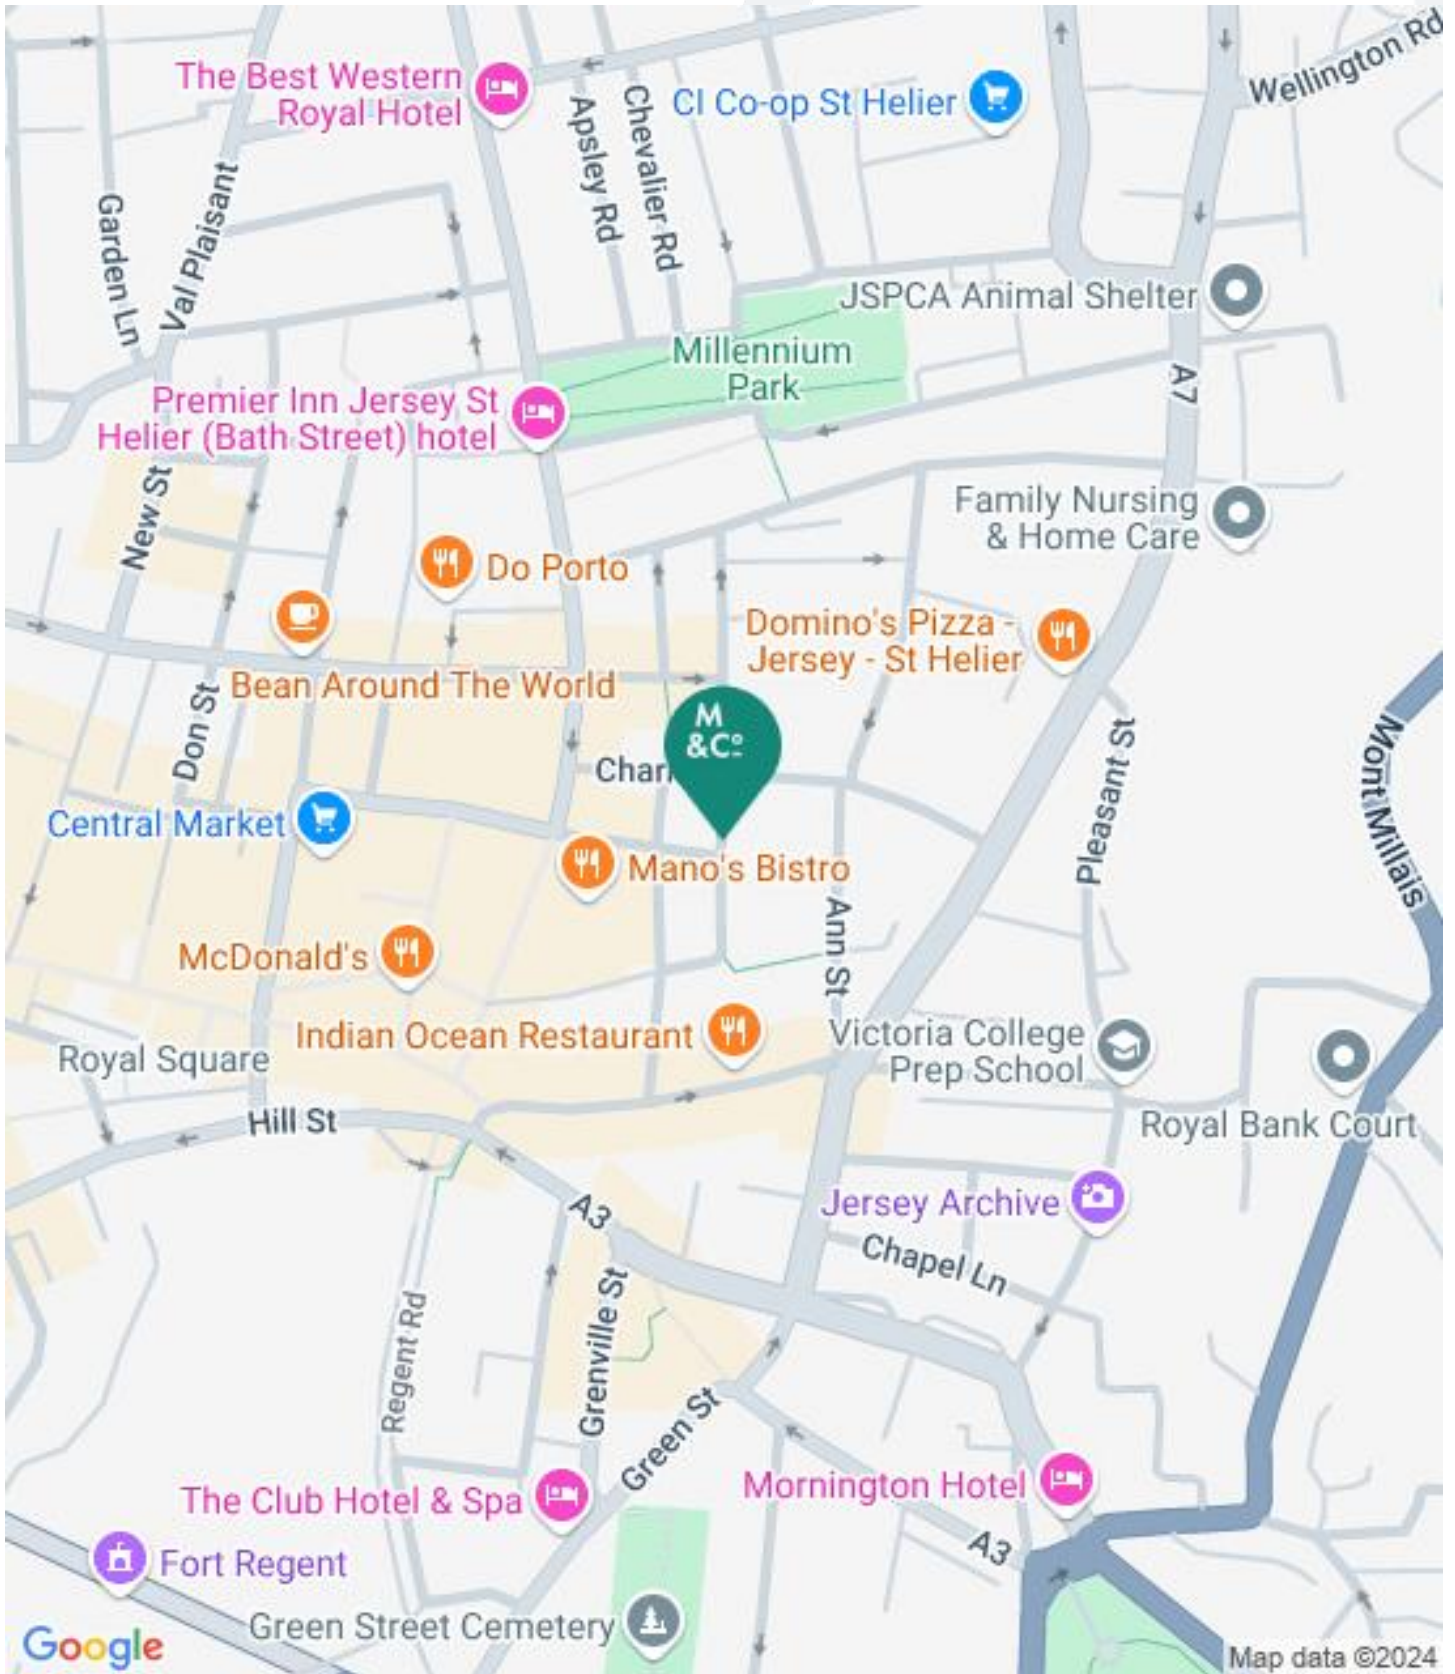 The Best Western
Royal Hotel
Apsley Rd
Chevalier Rd
CI Co-op St Helier
Wellington Rd
Garden Ln
Val Plaisant
JSPCA Animal Shelter
Millennium
Park
A7
Premier Inn Jersey St
Helier (Bath Street) hotel
New St
Family Nursing
& Home Care
Do Porto
Domino's Pizza -
Jersey - St Helier
Bean Around The World
Don St
M
&Co
Pleasant St
Mont Millais
Central Market
Mano's Bistro
Ann St
McDonald's
Indian Ocean Restaurant
Victoria College
Prep School
Royal Square
Hill St
Royal Bank Court
A3
Jersey Archive
Chapel Ln
Regent Rd
Grenville St
Green St
The Club Hotel & Spa
Mornington Hotel
A3
Fort Regent
Green Street Cemetery
Google
Map data ©2024